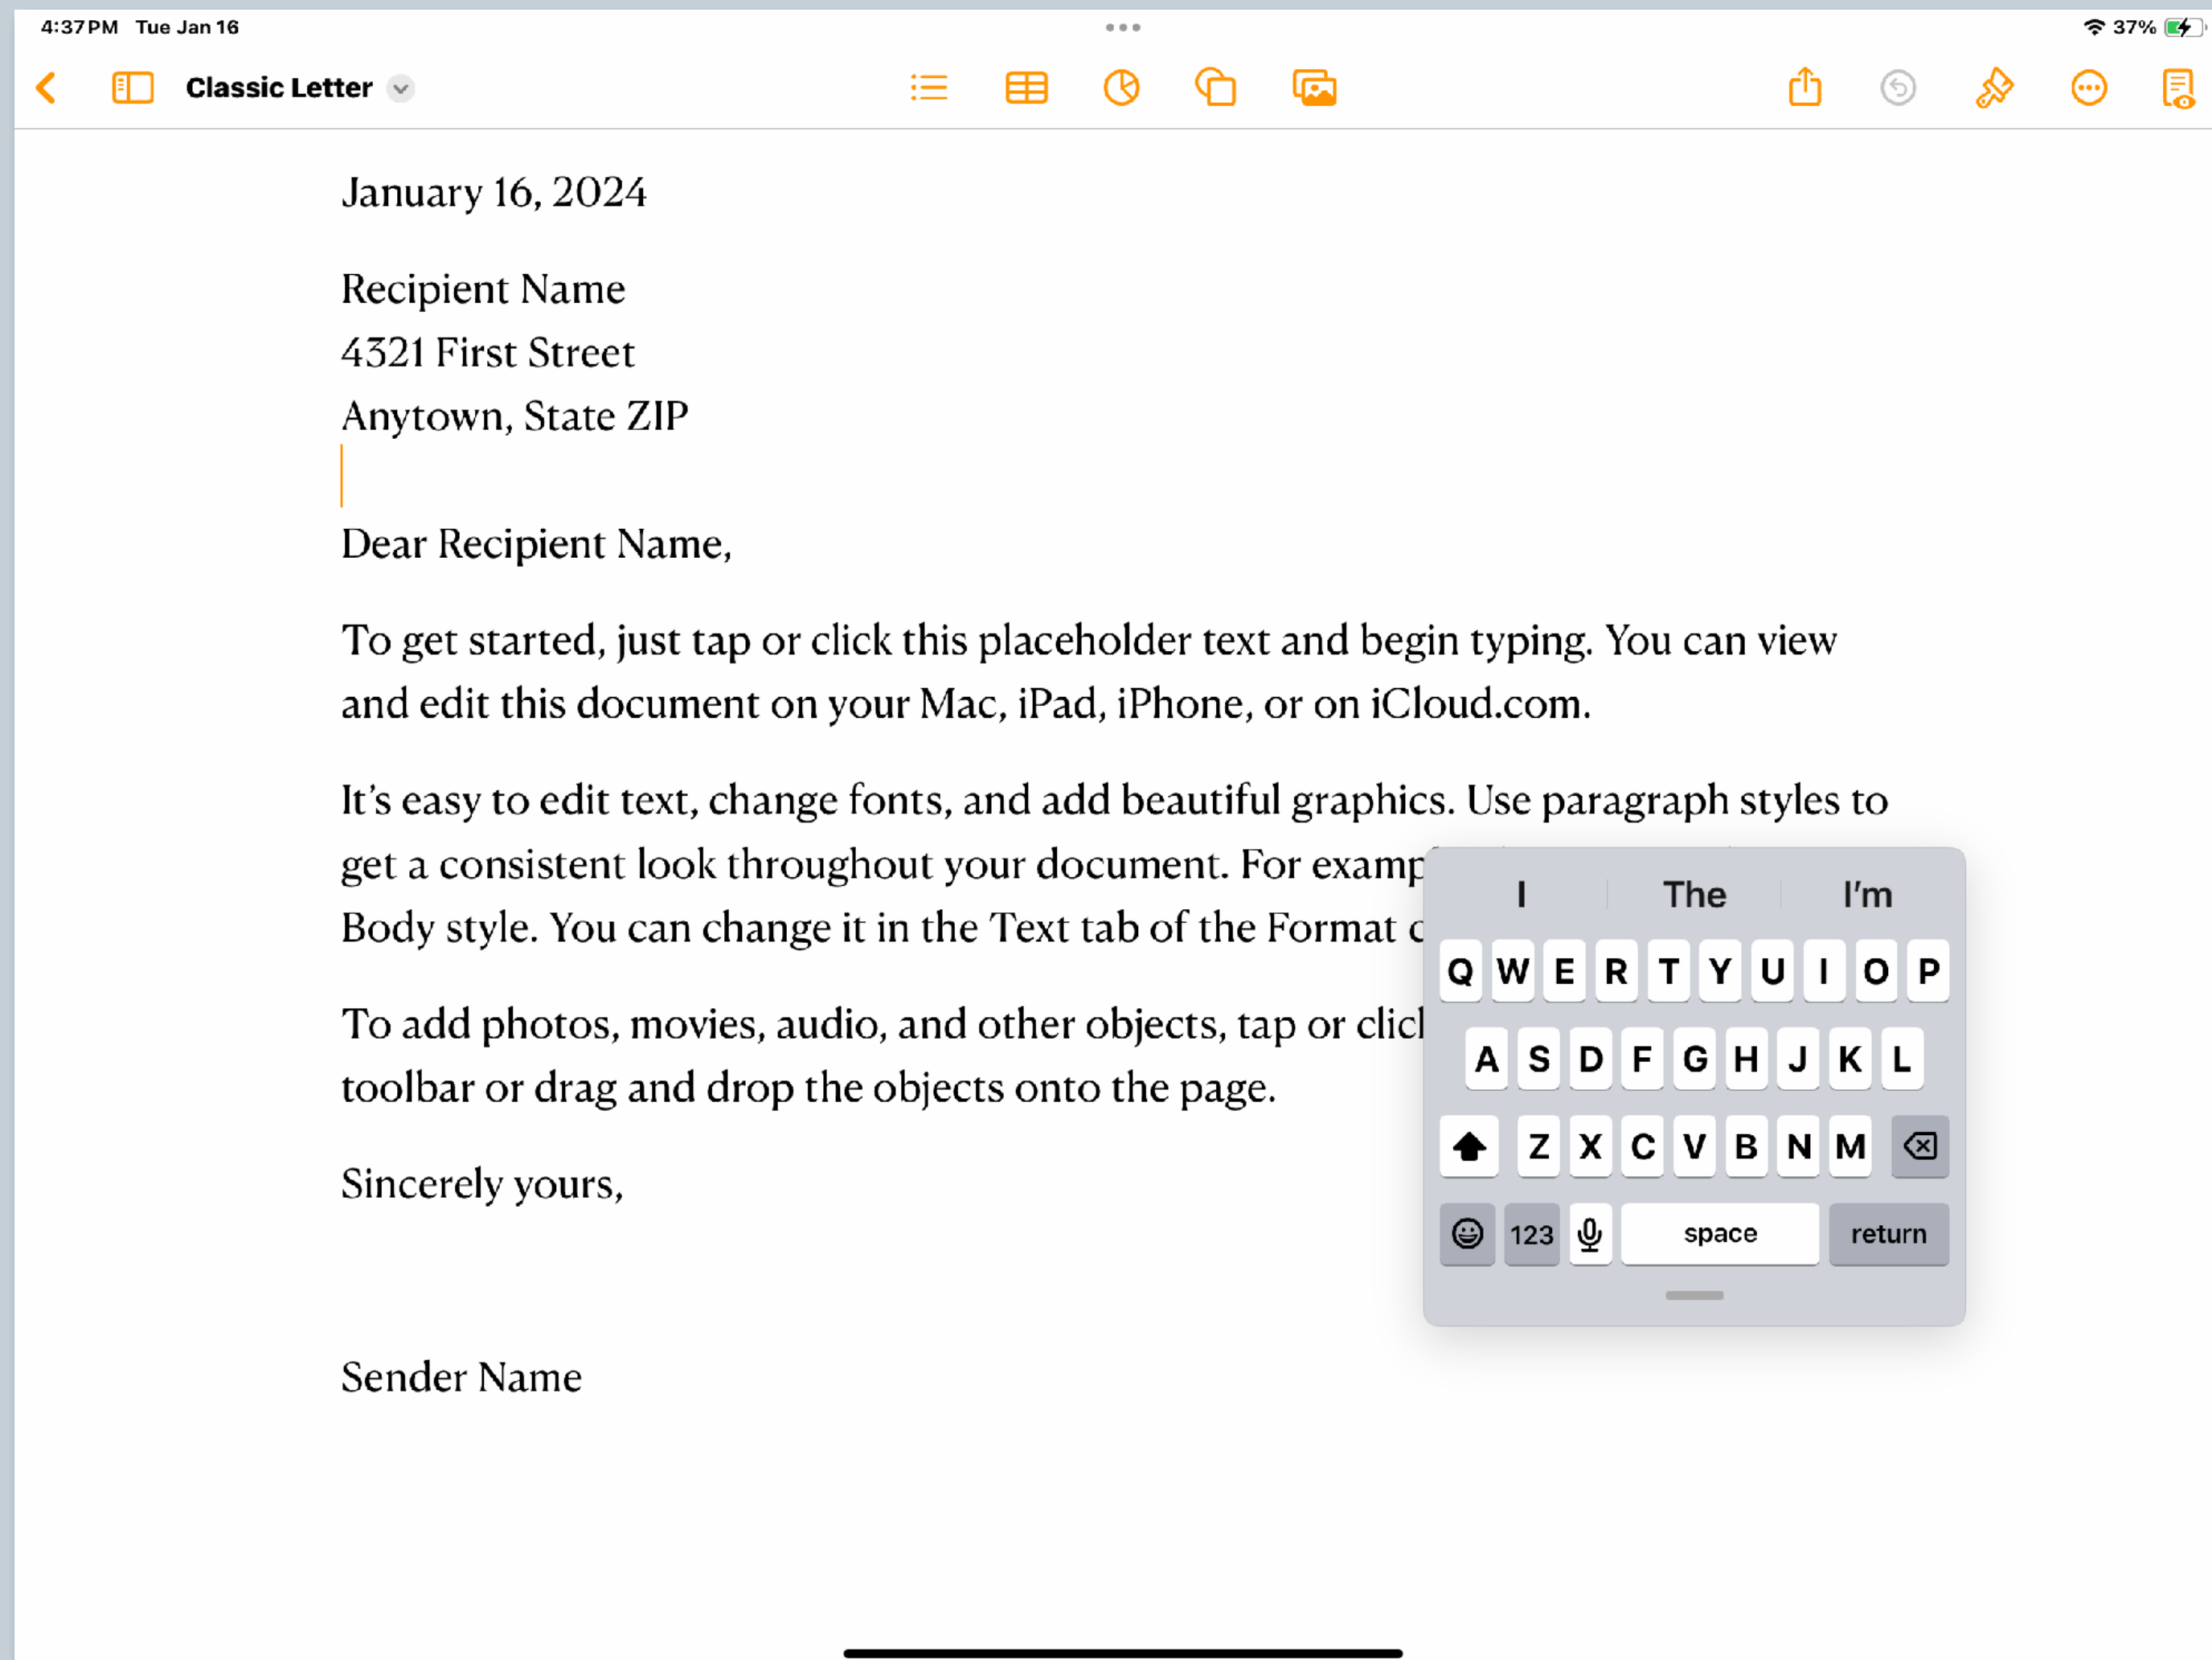 4:37 PM Tue Jan 16
37%
Classic Letter
January 16, 2024
Recipient Name
4321 First Street
Anytown, State ZIP
Dear Recipient Name,
To get started, just tap or click this placeholder text and begin typing. You can view
and edit this document on your Mac, iPad, iPhone, or on iCloud.com.
It’s easy to edit text, change fonts, and add beautiful graphics. Use paragraph styles to
get a consistent look throughout your document. For
Body style. You can change it in the Text tab of the Format
To add photos, movies, audio, and other objects, tap or
toolbar or drag and drop the objects onto the page.
Sincerely yours,
Sender Name
I The I’m
Q W E R T Y U I O P
A S D F G H J K L
Z X C V B N M
123 space return